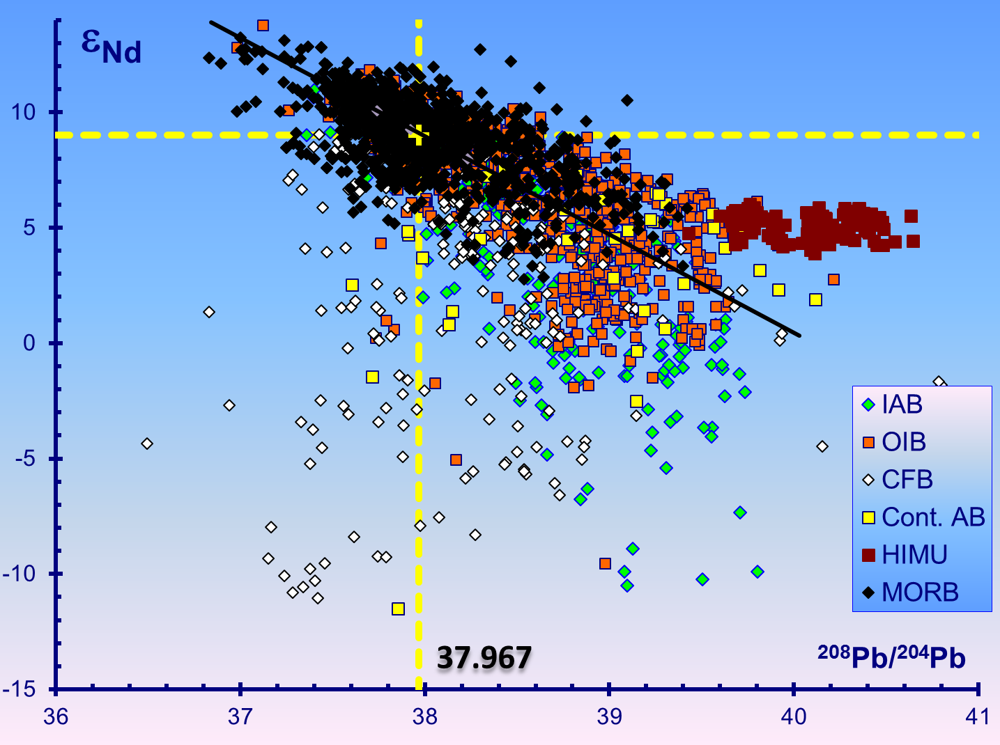 εNd
10
5
0
-5
-10
-15
IAB
OIB
CFB
Cont. AB
HIMU
MORB
37.967
²⁰⁸Pb/²⁰⁴Pb
36 37 38 39 40 41